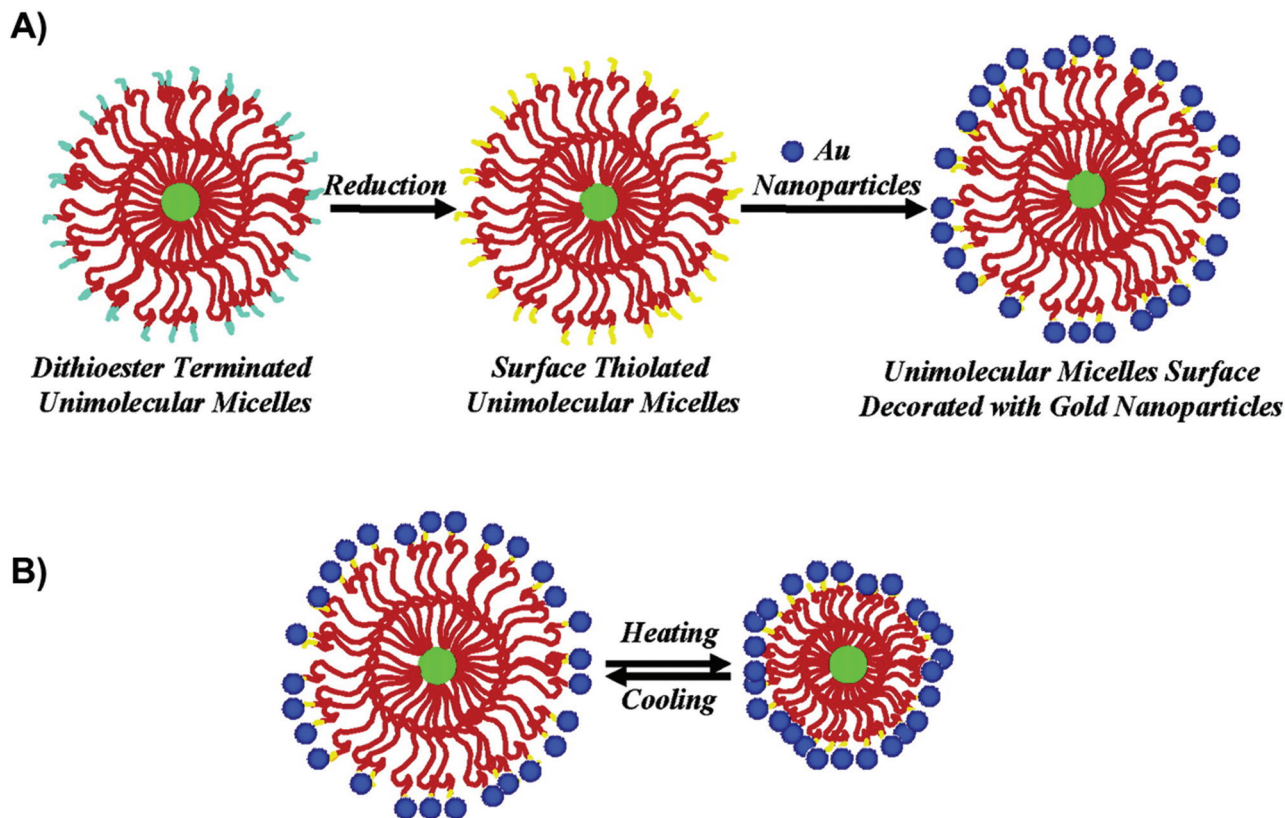 A)
Reduction
Au
Nanoparticles
Dithioester Terminated
Unimolecular Micelles
Surface Thiolated
Unimolecular Micelles
Unimolecular Micelles Surface
Decorated with Gold Nanoparticles
B)
Heating
Cooling